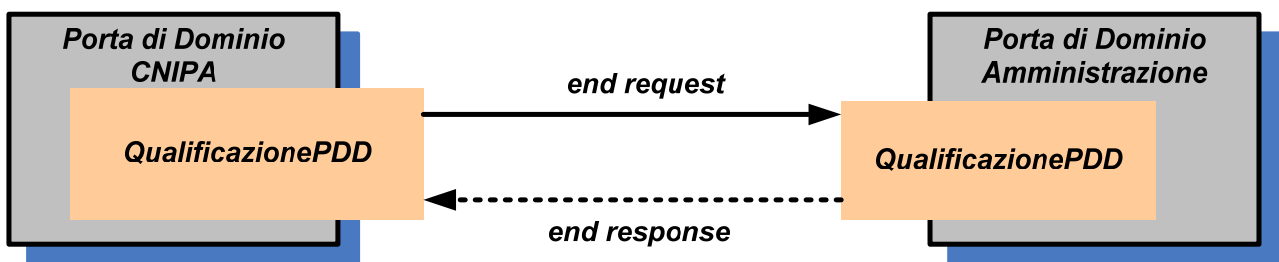 Porta di Dominio
CNIPA
QualificazionePDD
end request
end response
Porta di Dominio
Amministrazione
QualificazionePDD